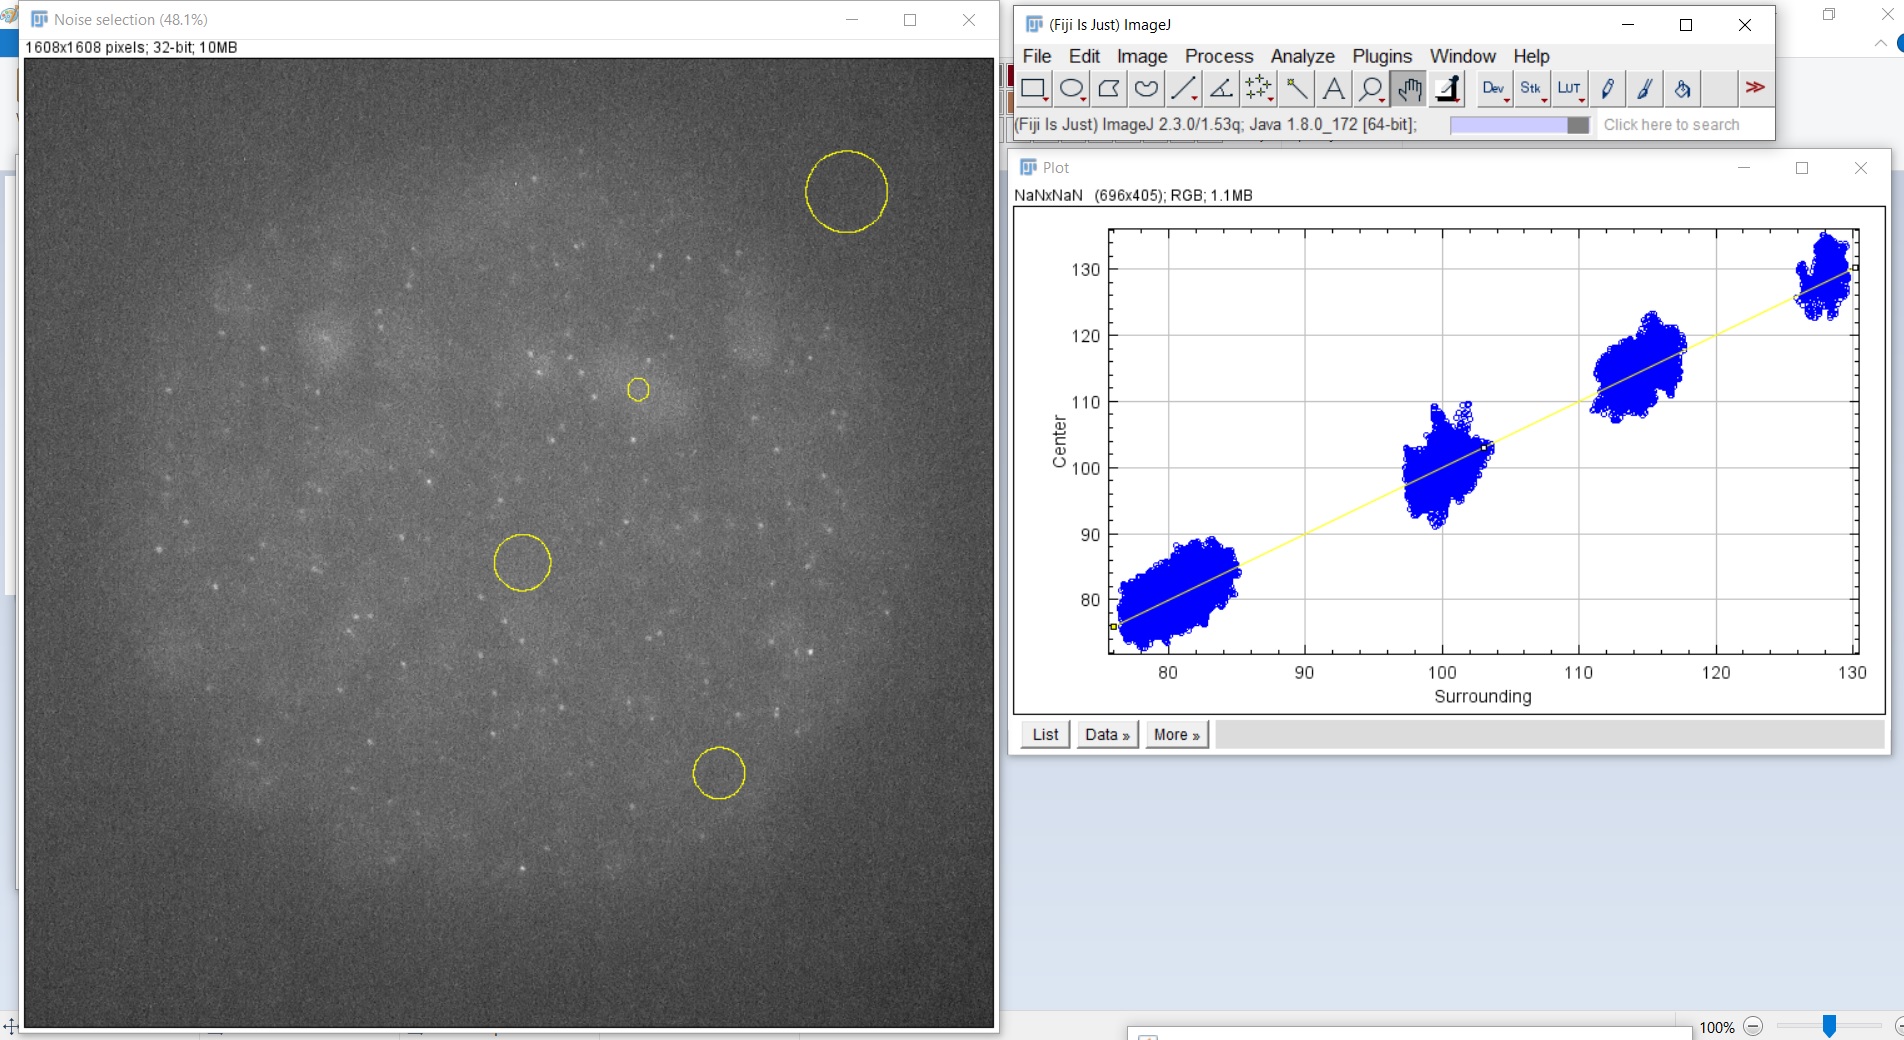 Noise selection (48.1%)
1608x1608 pixels; 32-bit; 10MB
(Fiji Is Just) ImageJ
File Edit Image Process Analyze Plugins Window Help
A Dev Stk LUT >>
(Fiji Is Just) ImageJ 2.3.0/1.53q; Java 1.8.0_172 [64-bit];
Click here to search
Plot
NaNxNaN (696x405); RGB; 1.1MB
130
120
110
100
90
80
Center
80 90 100 110 120 130
Surrounding
List Data » More »
100%